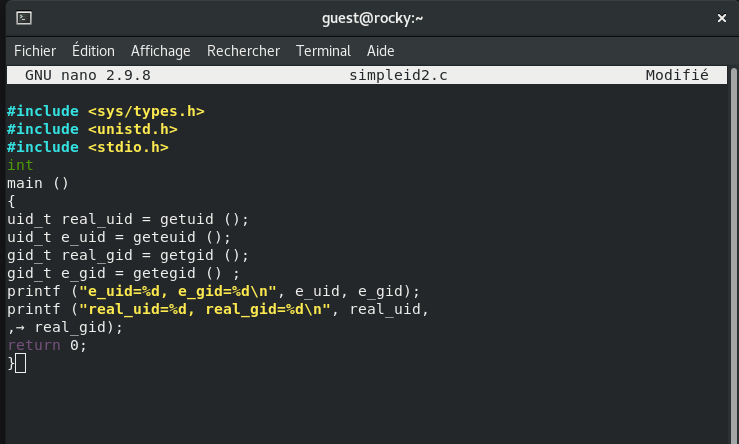 guest@rocky:~ ×
Fichier Édition Affichage Rechercher Terminal Aide
GNU nano 2.9.8 simpleid2.c Modifié
#include <sys/types.h>
#include <unistd.h>
#include <stdio.h>
int
main ()
{
uid_t real_uid = getuid ();
uid_t e_uid = geteuid ();
gid_t real_gid = getgid ();
gid_t e_gid = getegid () ;
printf ("e_uid=%d, e_gid=%d\n", e_uid, e_gid);
printf ("real_uid=%d, real_gid=%d\n", real_uid,
,→ real_gid);
return 0;
}